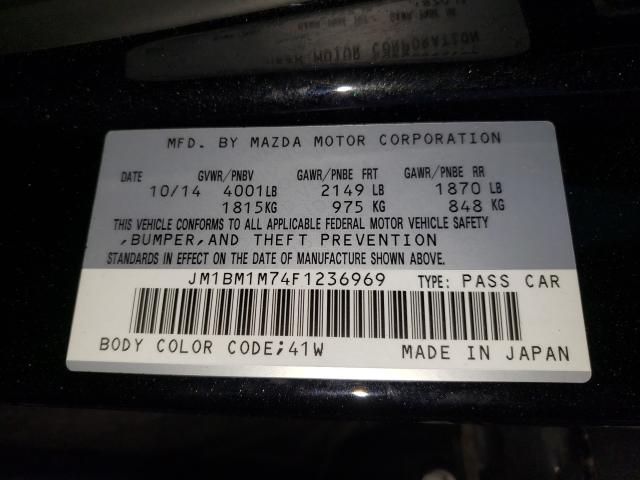 MFD. BY MAZDA MOTOR CORPORATION
DATE GVWR/PNBV GAWR/PNBE FRT GAWR/PNBE RR
10/14 4001LB 2149 LB 1870 LB
1815KG 975 KG 848 KG
THIS VEHICLE CONFORMS TO ALL APPLICABLE FEDERAL MOTOR VEHICLE SAFETY
,BUMPER,AND THEFT PREVENTION
STANDARDS IN EFFECT ON THE DATE OF MANUFACTURE SHOWN ABOVE.
JM1BM1M74F1236969 TYPE: PASS CAR
BODY COLOR CODE;41W MADE IN JAPAN